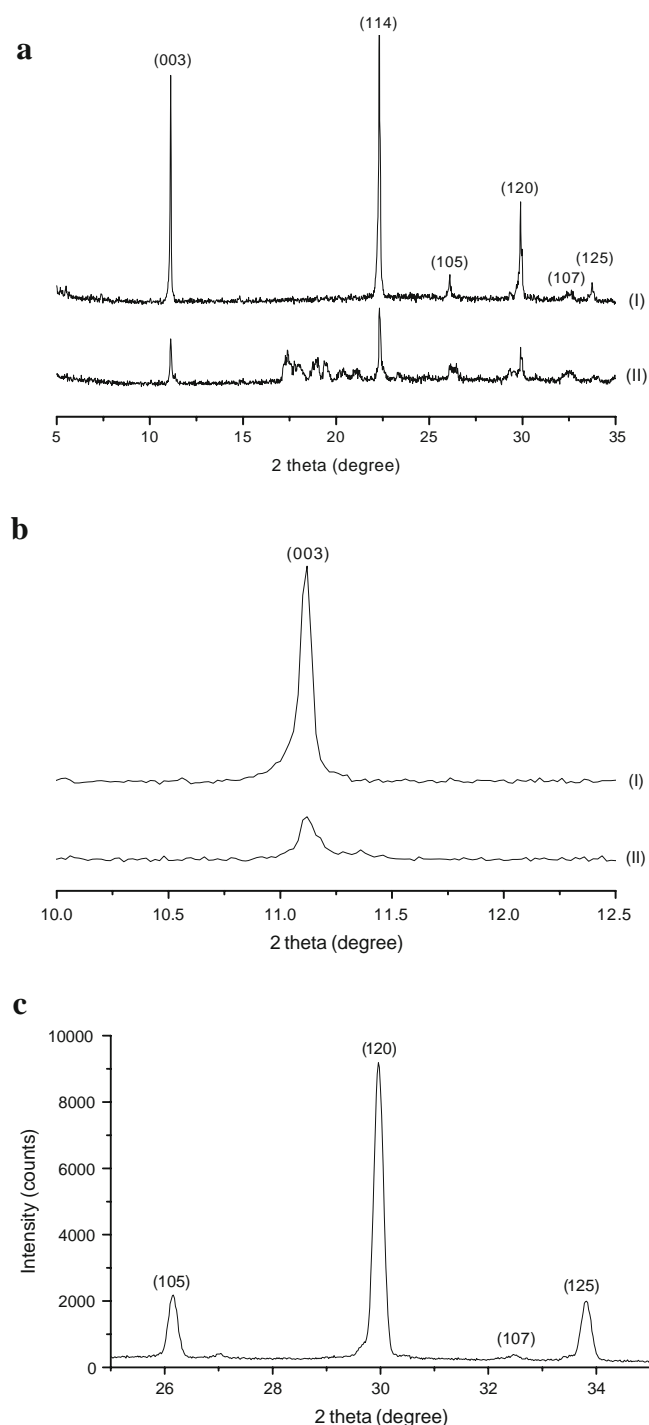 a
(003)
(114)
(105)
(120)
(107)
(125)
(I)
(II)
5 10 15 20 25 30 35
2 theta (degree)
b
(003)
(I)
(II)
10.0 10.5 11.0 11.5 12.0 12.5
2 theta (degree)
c
10000
8000
6000
4000
2000
0
Intensity (counts)
(105)
(120)
(107)
(125)
26 28 30 32 34
2 theta (degree)